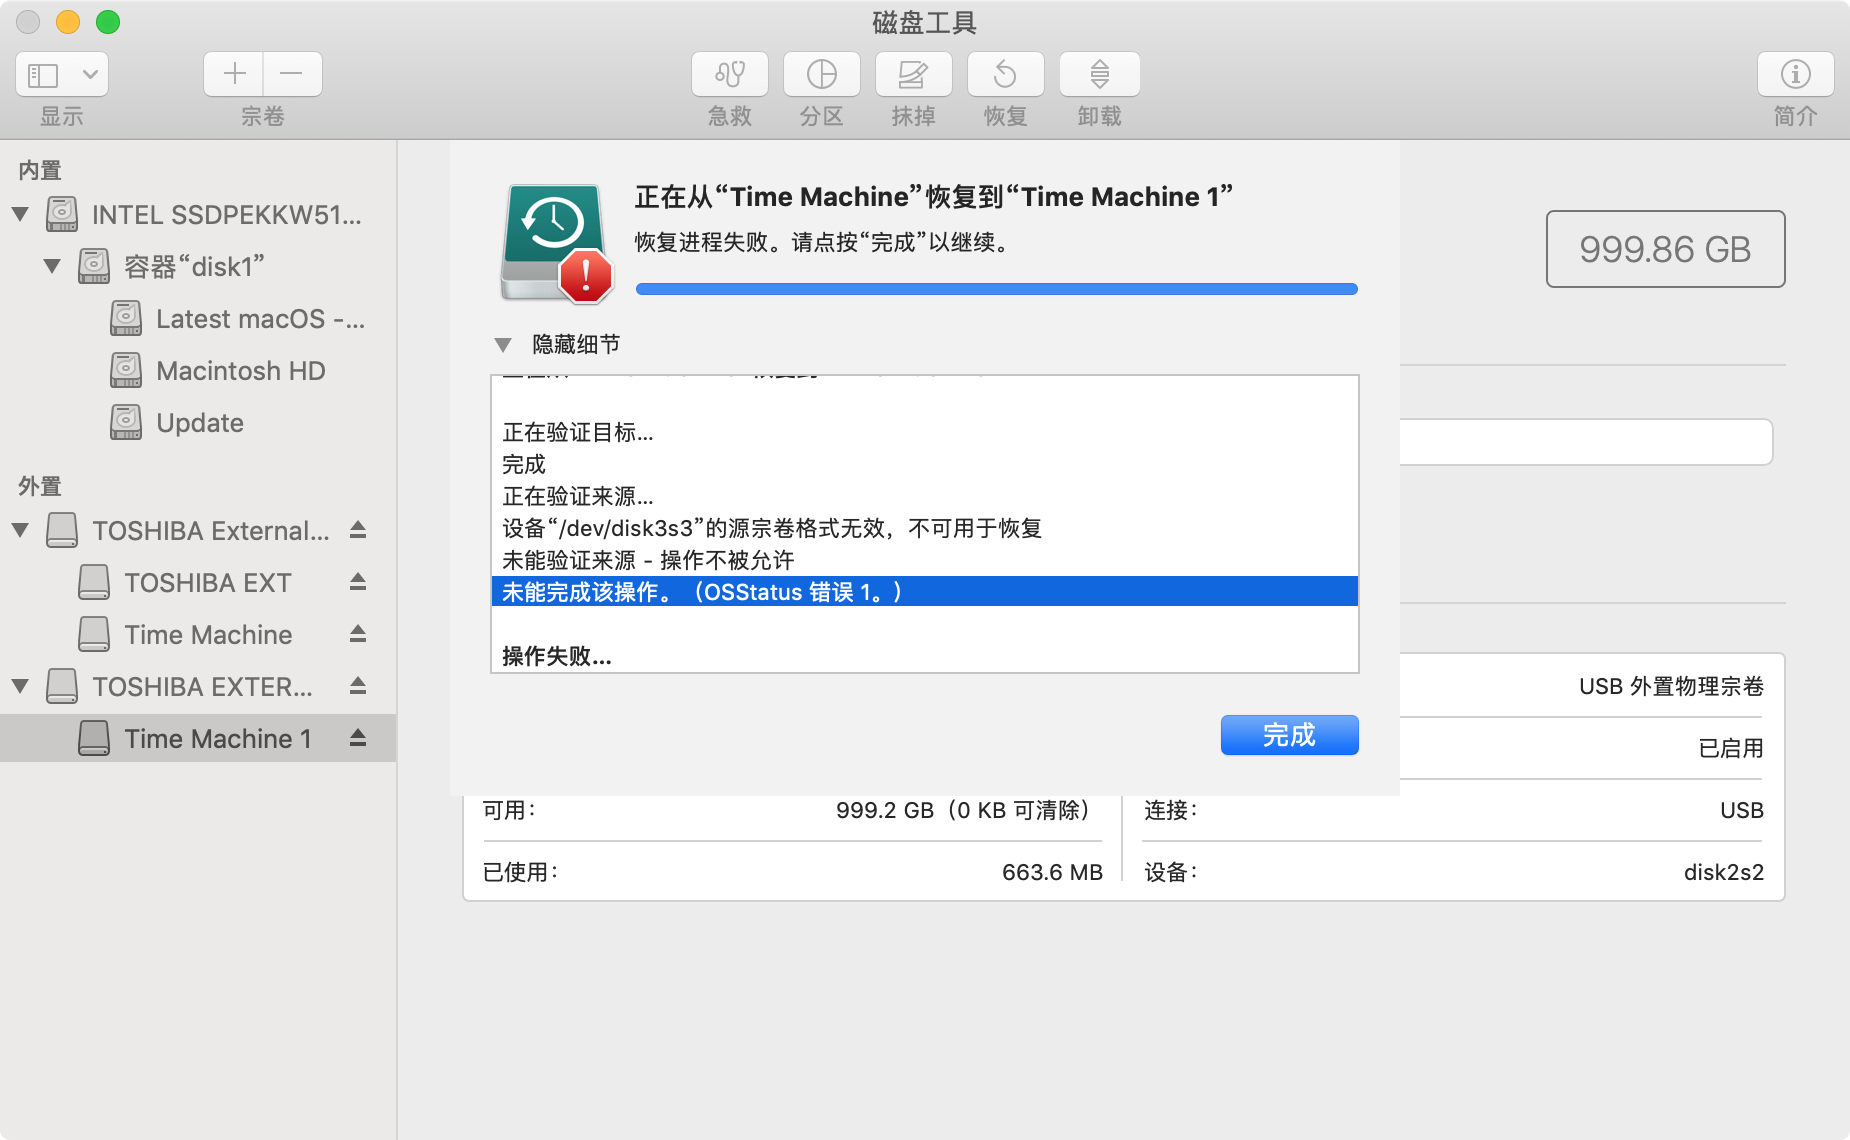 磁盘工具
显示
宗卷
急救
分区
抹掉
恢复
卸载
简介
内置
INTEL SSDPEKKW51...
容器“disk1”
Latest macOS -...
Macintosh HD
Update
外置
TOSHIBA External...
TOSHIBA EXT
Time Machine
TOSHIBA EXTER...
Time Machine 1
正在从“Time Machine”恢复到“Time Machine 1”
恢复进程失败。请点按“完成”以继续。
999.86 GB
隐藏细节
正在验证目标...
完成
正在验证来源...
设备“/dev/disk3s3”的源宗卷格式无效，不可用于恢复
未能验证来源 - 操作不被允许
未能完成该操作。（OSStatus 错误 1。）
操作失败...
完成
USB 外置物理宗卷
已启用
可用：
999.2 GB（0 KB 可清除）
连接：
USB
已使用：
663.6 MB
设备：
disk2s2